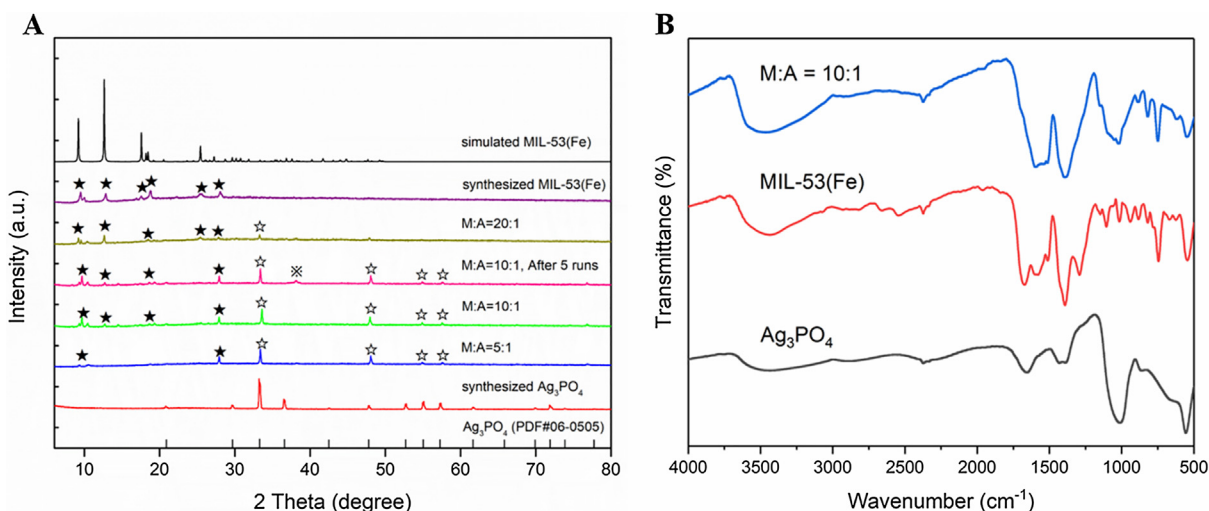 A
Intensity (a.u.)
simulated MIL-53(Fe)
★ ★ ★ ★ ★ ★
synthesized MIL-53(Fe)
★ ★ ★ ★ ★ ☆
M:A=20:1
★ ★ ★ ★ ☆ ※ ☆ ☆ ☆
M:A=10:1, After 5 runs
★ ★ ★ ★ ☆ ☆ ☆ ☆
M:A=10:1
★ ★ ☆ ☆ ☆ ☆
M:A=5:1
synthesized Ag₃PO₄
Ag₃PO₄ (PDF#06-0505)
10 20 30 40 50 60 70 80
2 Theta (degree)
B
Transmittance (%)
M:A = 10:1
MIL-53(Fe)
Ag₃PO₄
4000 3500 3000 2500 2000 1500 1000 500
Wavenumber (cm⁻¹)